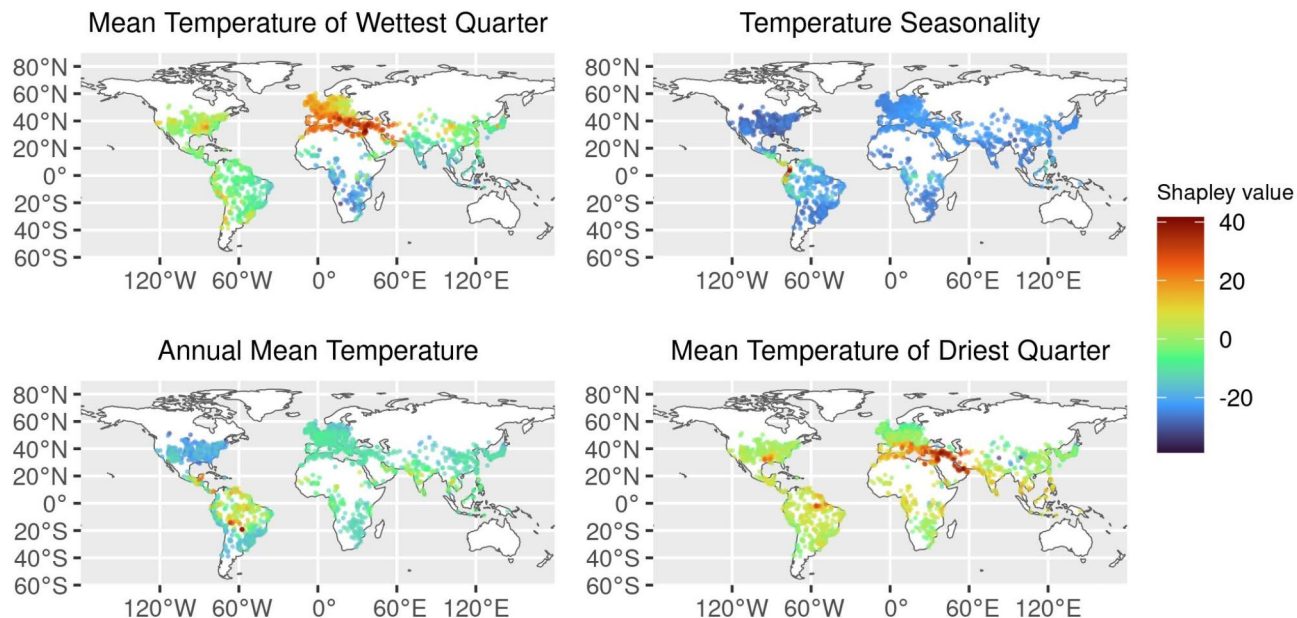 Mean Temperature of Wettest Quarter
Temperature Seasonality
80°N
60°N
40°N
20°N
0°
20°S
40°S
60°S
120°W 60°W 0° 60°E 120°E
80°N
60°N
40°N
20°N
0°
20°S
40°S
60°S
120°W 60°W 0° 60°E 120°E
Annual Mean Temperature
Mean Temperature of Driest Quarter
80°N
60°N
40°N
20°N
0°
20°S
40°S
60°S
120°W 60°W 0° 60°E 120°E
80°N
60°N
40°N
20°N
0°
20°S
40°S
60°S
120°W 60°W 0° 60°E 120°E
Shapley value
40
20
0
-20